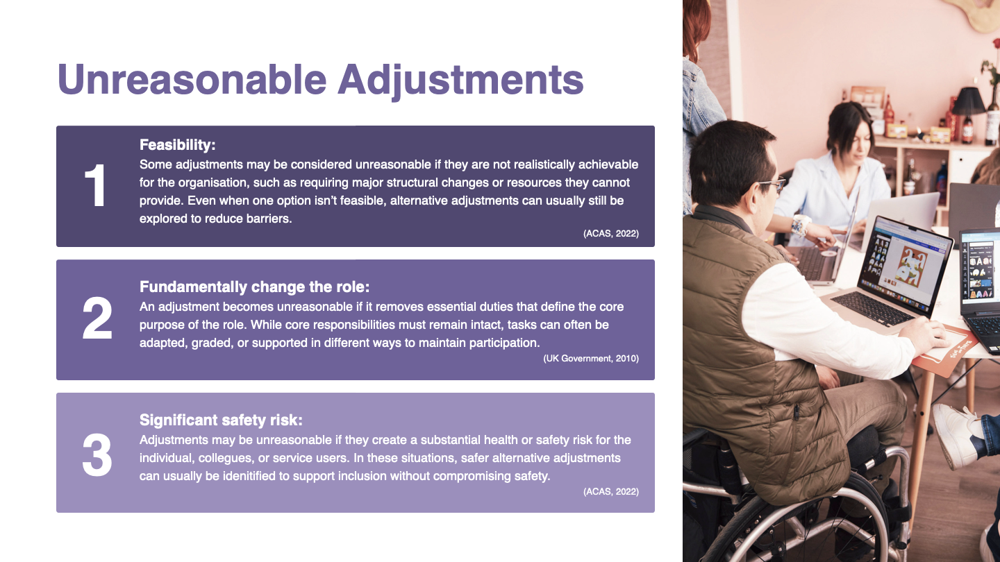 Unreasonable Adjustments
1
Feasibility:
Some adjustments may be considered unreasonable if they are not realistically achievable
for the organisation, such as requiring major structural changes or resources they cannot
provide. Even when one option isn’t feasible, alternative adjustments can usually still be
explored to reduce barriers.
(ACAS, 2022)
2
Fundamentally change the role:
An adjustment becomes unreasonable if it removes essential duties that define the core
purpose of the role. While core responsibilities must remain intact, tasks can often be
adapted, graded, or supported in different ways to maintain participation.
(UK Government, 2010)
3
Significant safety risk:
Adjustments may be unreasonable if they create a substantial health or safety risk for the
individual, collegues, or service users. In these situations, safer alternative adjustments
can usually be idenitified to support inclusion without compromising safety.
(ACAS, 2022)